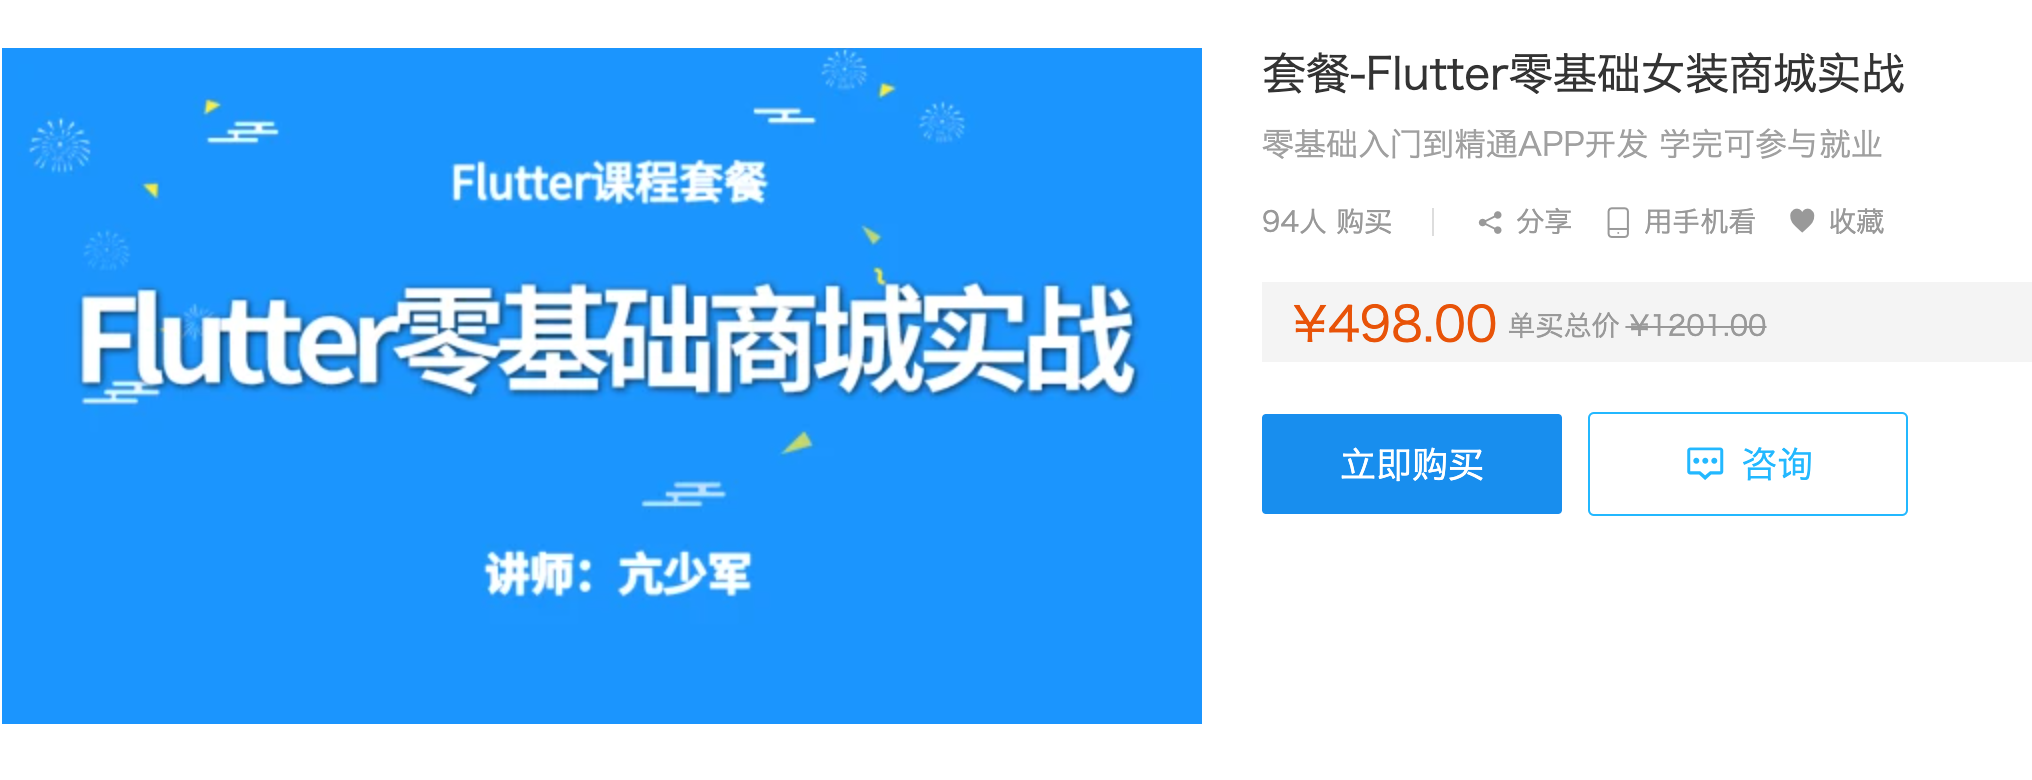 Flutter课程套餐
Flutter零基础商城实战
讲师：亢少军
套餐-Flutter零基础女装商城实战
零基础入门到精通APP开发 学完可参与就业
94人 购买 分享 用手机看 收藏
¥498.00 单买总价 ¥1201.00
立即购买 咨询